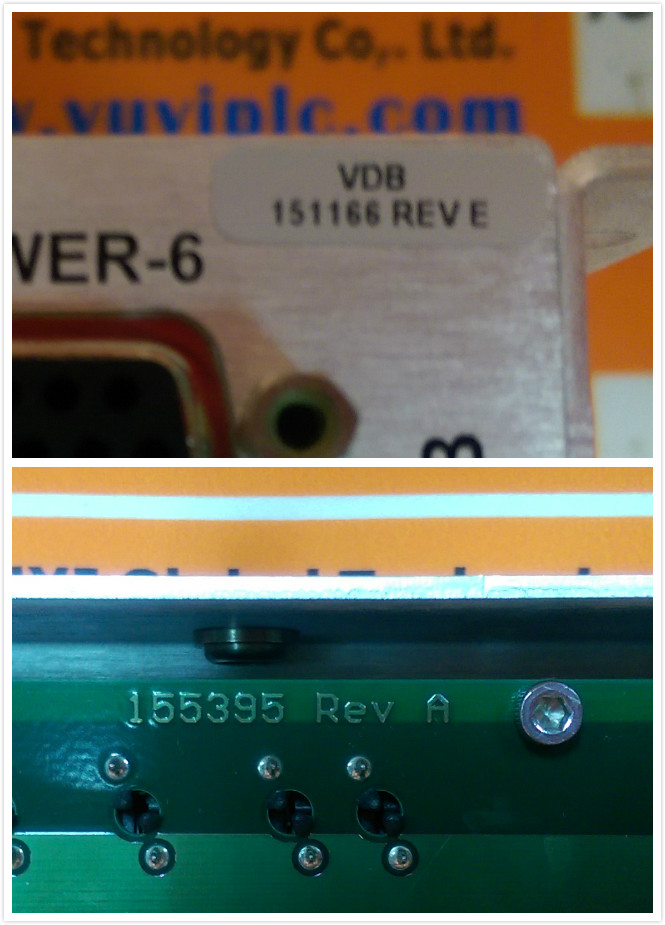 Technology Co,. Ltd.
.yuyiplc.com
VDB
151166 REV E
WER-6
155395 Rev A